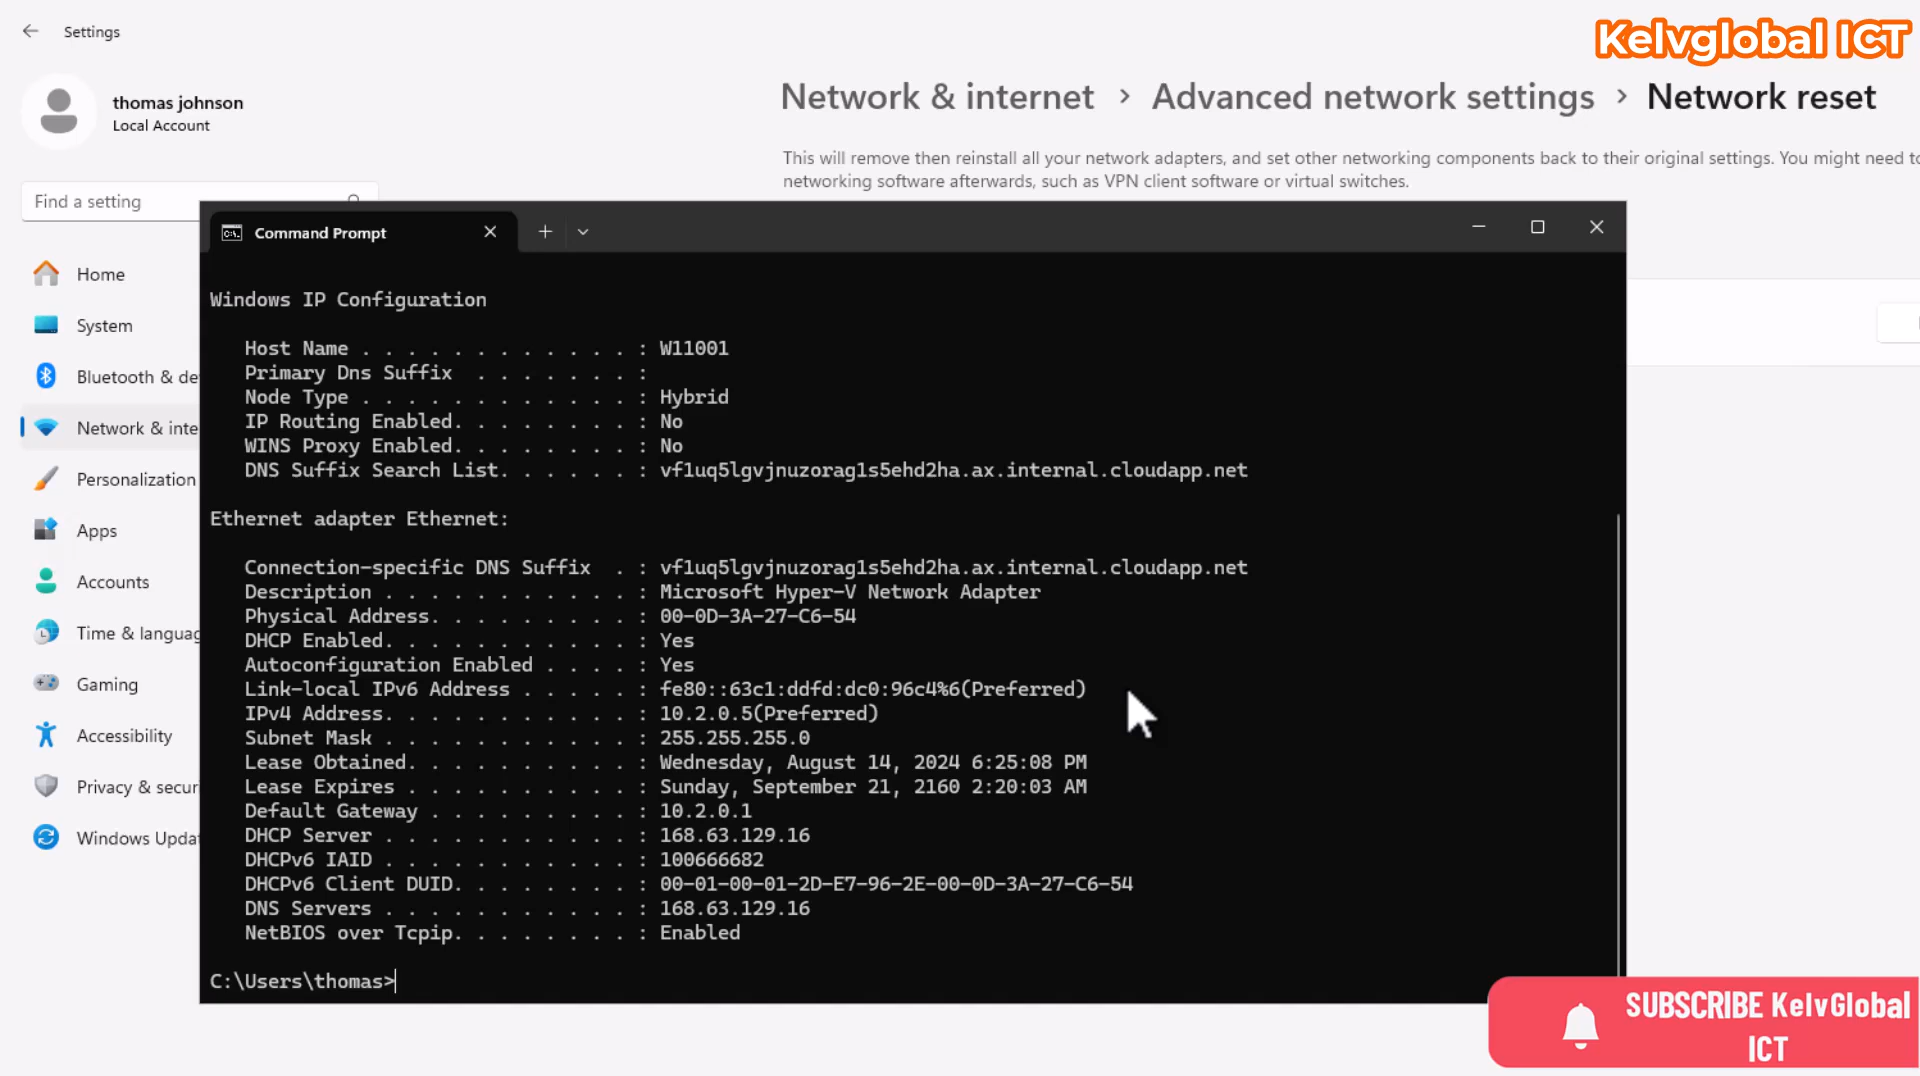 Settings
Kelvglobal ICT
thomas johnson
Local Account
Network & internet > Advanced network settings > Network reset
This will remove then reinstall all your network adapters, and set other networking components back to their original settings. You might need to
networking software afterwards, such as VPN client software or virtual switches.
Find a setting
Home
System
Bluetooth & de
Network & inte
Personalization
Apps
Accounts
Time & languag
Gaming
Accessibility
Privacy & securi
Windows Updat
Command Prompt
Windows IP Configuration
Host Name . . . . . . . . . . . . : W11001
Primary Dns Suffix . . . . . . . :
Node Type . . . . . . . . . . . . : Hybrid
IP Routing Enabled. . . . . . . . : No
WINS Proxy Enabled. . . . . . . . : No
DNS Suffix Search List. . . . . . : vf1uq5lgvjnuzorag1s5ehd2ha.ax.internal.cloudapp.net
Ethernet adapter Ethernet:
Connection-specific DNS Suffix . : vf1uq5lgvjnuzorag1s5ehd2ha.ax.internal.cloudapp.net
Description . . . . . . . . . . . : Microsoft Hyper-V Network Adapter
Physical Address. . . . . . . . . : 00-0D-3A-27-C6-54
DHCP Enabled. . . . . . . . . . . : Yes
Autoconfiguration Enabled . . . . : Yes
Link-local IPv6 Address . . . . . : fe80::63c1:ddfd:dc0:96c4%6(Preferred)
IPv4 Address. . . . . . . . . . . : 10.2.0.5(Preferred)
Subnet Mask . . . . . . . . . . . : 255.255.255.0
Lease Obtained. . . . . . . . . . : Wednesday, August 14, 2024 6:25:08 PM
Lease Expires . . . . . . . . . . : Sunday, September 21, 2160 2:20:03 AM
Default Gateway . . . . . . . . . : 10.2.0.1
DHCP Server . . . . . . . . . . . : 168.63.129.16
DHCPv6 IAID . . . . . . . . . . . : 100666682
DHCPv6 Client DUID. . . . . . . . : 00-01-00-01-2D-E7-96-2E-00-0D-3A-27-C6-54
DNS Servers . . . . . . . . . . . : 168.63.129.16
NetBIOS over Tcpip. . . . . . . . : Enabled
C:\Users\thomas>
SUBSCRIBE KelvGlobal
ICT